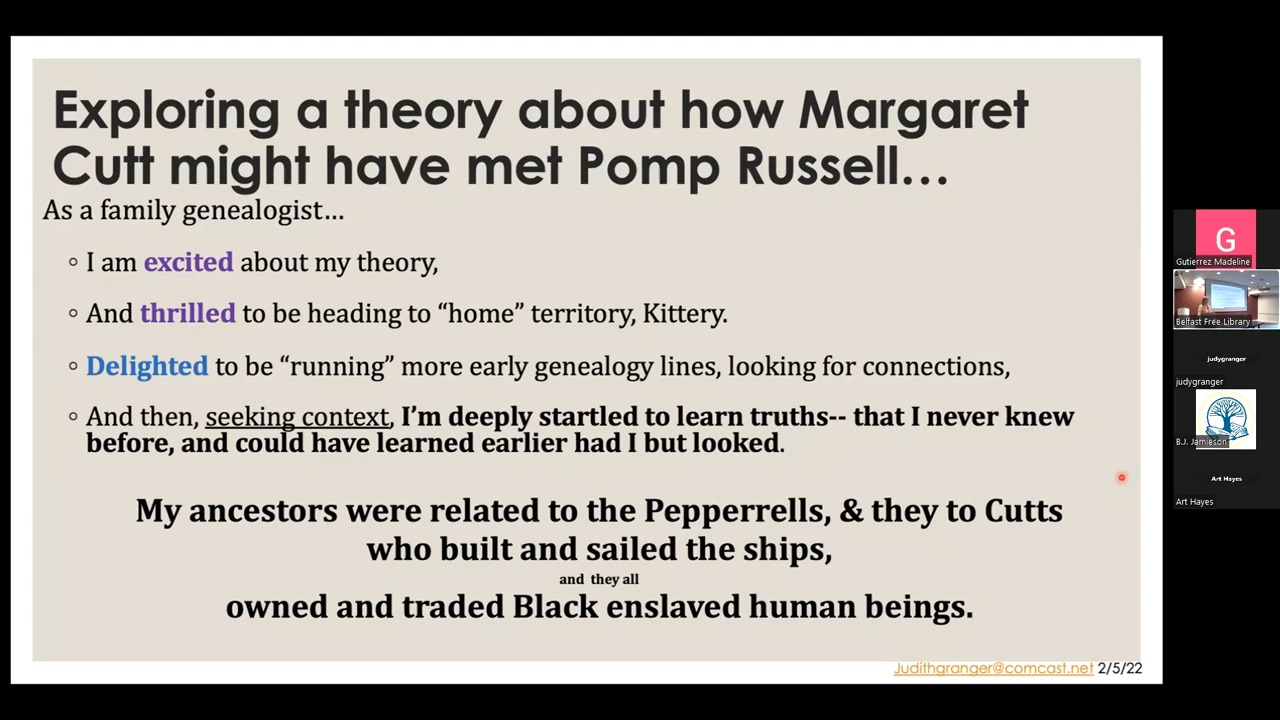 Exploring a theory about how Margaret
Cutt might have met Pomp Russell…
As a family genealogist…
◦ I am excited about my theory,
◦ And thrilled to be heading to “home” territory, Kittery.
◦ Delighted to be “running” more early genealogy lines, looking for connections,
◦ And then, seeking context, I’m deeply startled to learn truths-- that I never knew
before, and could have learned earlier had I but looked.
My ancestors were related to the Pepperrells, & they to Cutts
who built and sailed the ships,
and they all
owned and traded Black enslaved human beings.
Judithgranger@comcast.net 2/5/22
G
Gutierrez Madeline
Belfast Free Library
judygranger
judygranger
B.J. Jamieson
Art Hayes
Art Hayes